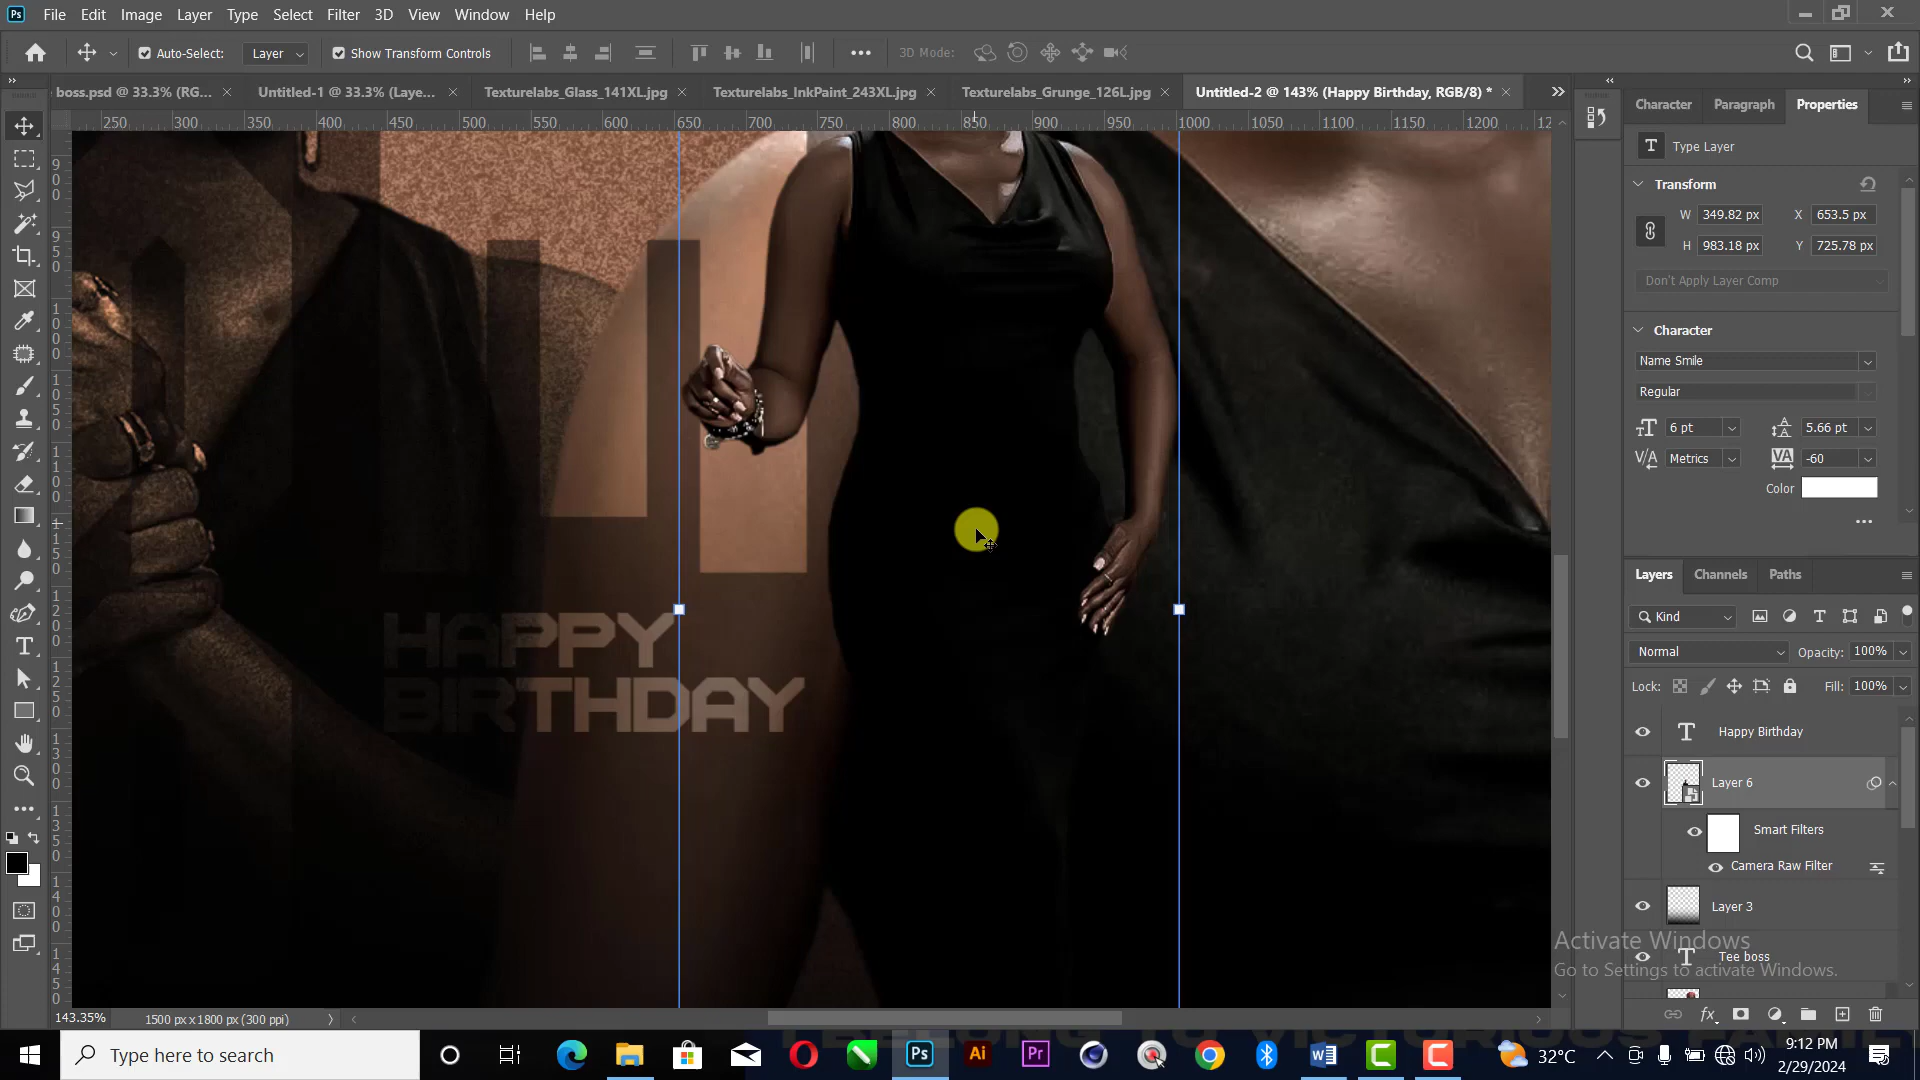 File Edit Image Layer Type Select Filter 3D View Window Help
Auto-Select: Layer Show Transform Controls 3D Mode:
boss.psd @ 33.3% (RG... Untitled-1 @ 33.3% (Laye... Texturelabs_Glass_141XL.jpg Texturelabs_InkPaint_243XL.jpg Texturelabs_Grunge_126L.jpg Untitled-2 @ 143% (Happy Birthday, RGB/8) *
250 300 350 400 450 500 550 600 650 700 750 800 850 900 950 1000 1050 1100 1150 1200
Character Paragraph Properties
Type Layer
Transform
W 349.82 px X 653.5 px
H 983.18 px Y 725.78 px
Don't Apply Layer Comp
Character
Name Smile
Regular
6 pt 5.66 pt
Metrics -60
Color
Layers Channels Paths
Kind
Normal Opacity: 100%
Lock: Fill: 100%
Happy Birthday
Layer 6
Smart Filters
Camera Raw Filter
Layer 3
Tee boss
HAPPY
BIRTHDAY
Activate Windows
Go to Settings to activate Windows.
143.35% 1500 px x 1800 px (300 ppi)
Type here to search
32°C
9:12 PM
2/29/2024